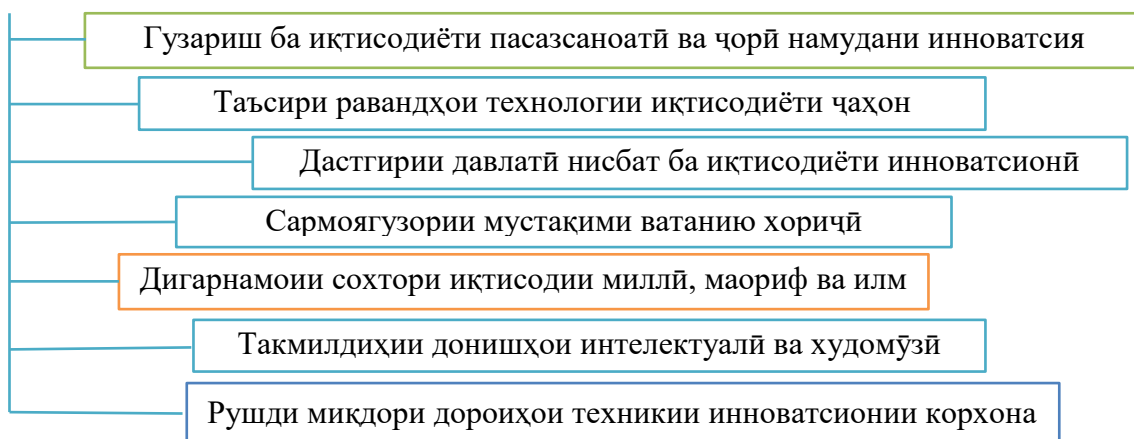 Гузариш ба иқтисодиёти пасазсаноатӣ ва ҷорӣ намудани инноватсия
Таъсири равандҳои технологии иқтисодиёти ҷаҳон
Дастгирии давлатӣ нисбат ба иқтисодиёти инноватсионӣ
Сармоягузории мустақими ватанию хориҷӣ
Дигарнамоии сохтори иқтисодии миллӣ, маориф ва илм
Такмилдиҳии донишҳои интелектуалӣ ва худомӯзӣ
Рушди миқдори дороиҳои техникии инноватсионии корхона